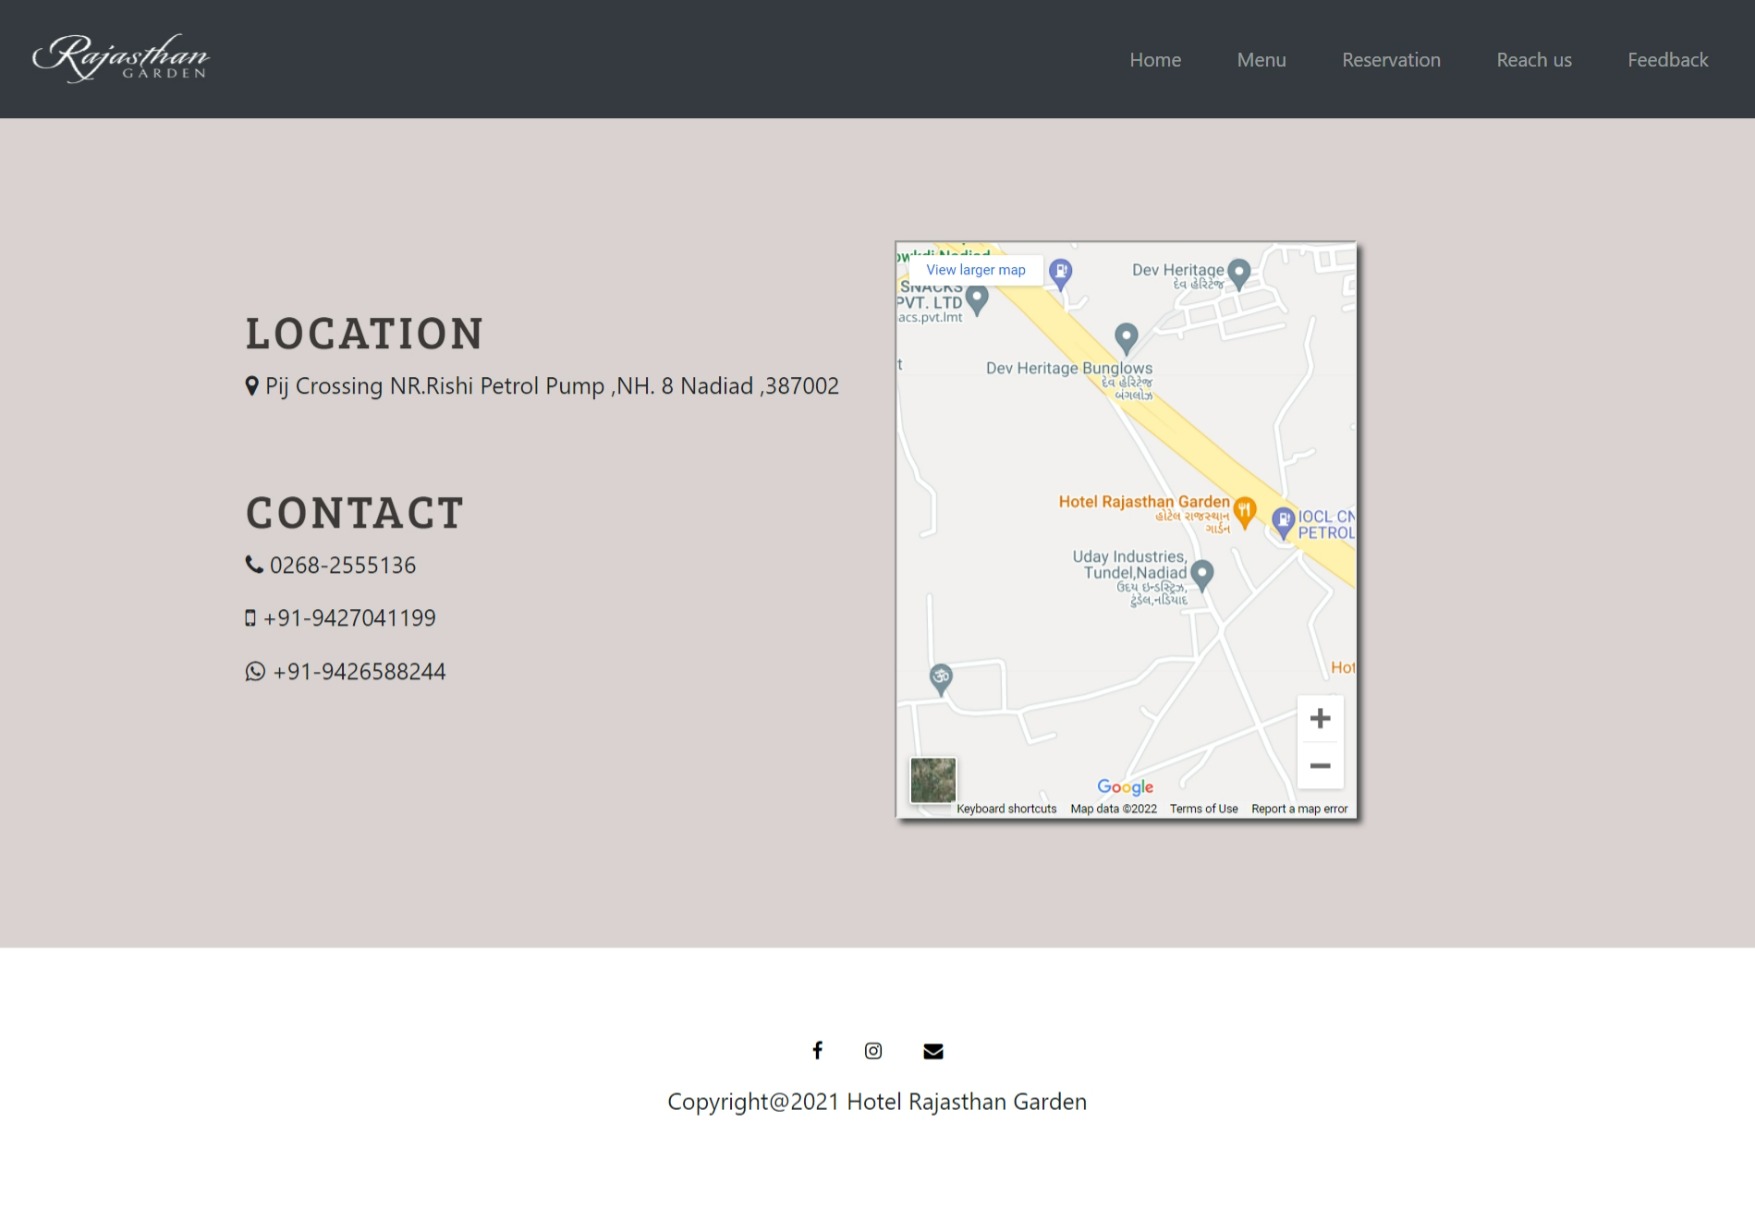 Rajasthan
GARDEN
Home
Menu
Reservation
Reach us
Feedback
LOCATION
Pij Crossing NR.Rishi Petrol Pump ,NH. 8 Nadiad ,387002
CONTACT
0268-2555136
+91-9427041199
+91-9426588244
View larger map
SNACKS
PVT. LTD
acs.pvt.lmt
Dev Heritage
દેવ હેરિટેજ
Dev Heritage Bunglows
દેવ હેરિટેજ
બંગલોઝ
Hotel Rajasthan Garden
હોટેલ રાજસ્થાન
ગાર્ડન
IOCL CN
PETROL
Uday Industries,
Tundel,Nadiad
ઉદય ઇન્ડસ્ટ્રિઝ,
ટુંડેલ,નડિયાદ
Hot
Google
Keyboard shortcuts
Map data ©2022
Terms of Use
Report a map error
Copyright@2021 Hotel Rajasthan Garden